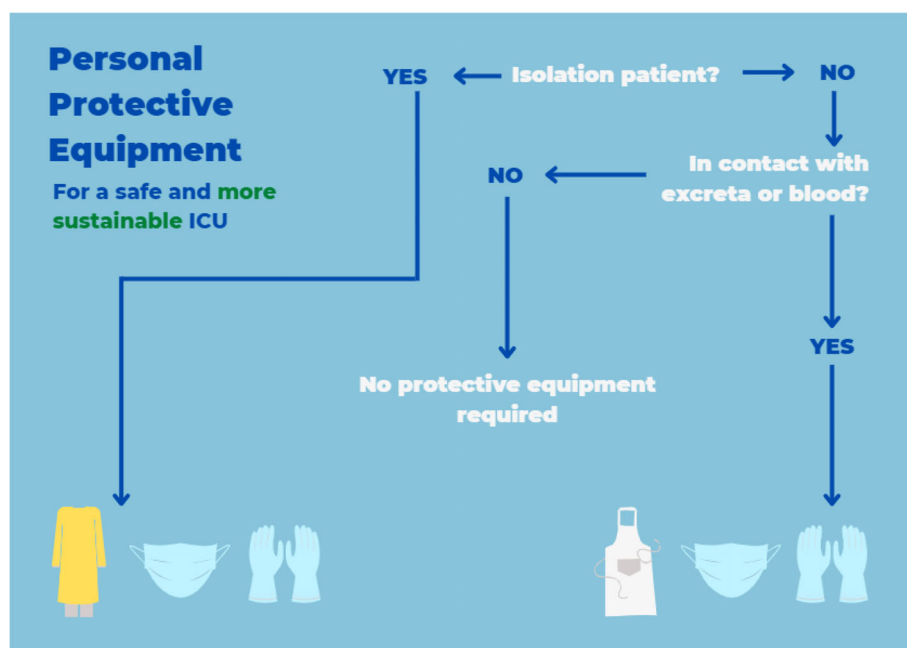 Personal
Protective
Equipment
For a safe and more
sustainable ICU
YES
Isolation patient?
NO
In contact with
excreta or blood?
NO
YES
No protective equipment
required